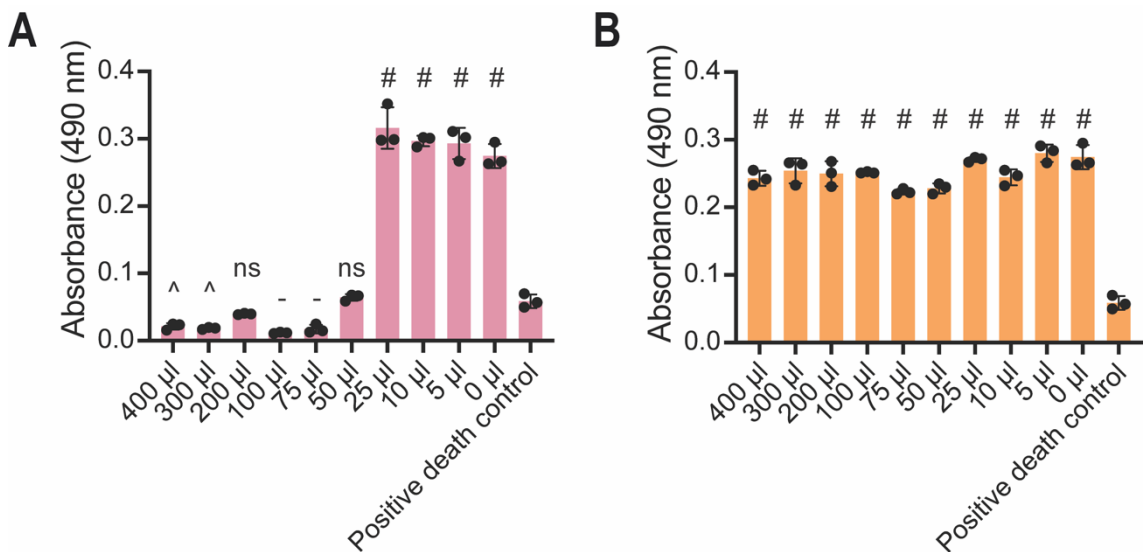 A
Absorbance (490 nm)
0.4
0.3
0.2
0.1
0.0
^ ^ ns - - ns # # # #
400 µl 300 µl 200 µl 100 µl 75 µl 50 µl 25 µl 10 µl 5 µl 0 µl Positive death control
B
Absorbance (490 nm)
0.4
0.3
0.2
0.1
0.0
# # # # # # # # # #
400 µl 300 µl 200 µl 100 µl 75 µl 50 µl 25 µl 10 µl 5 µl 0 µl Positive death control